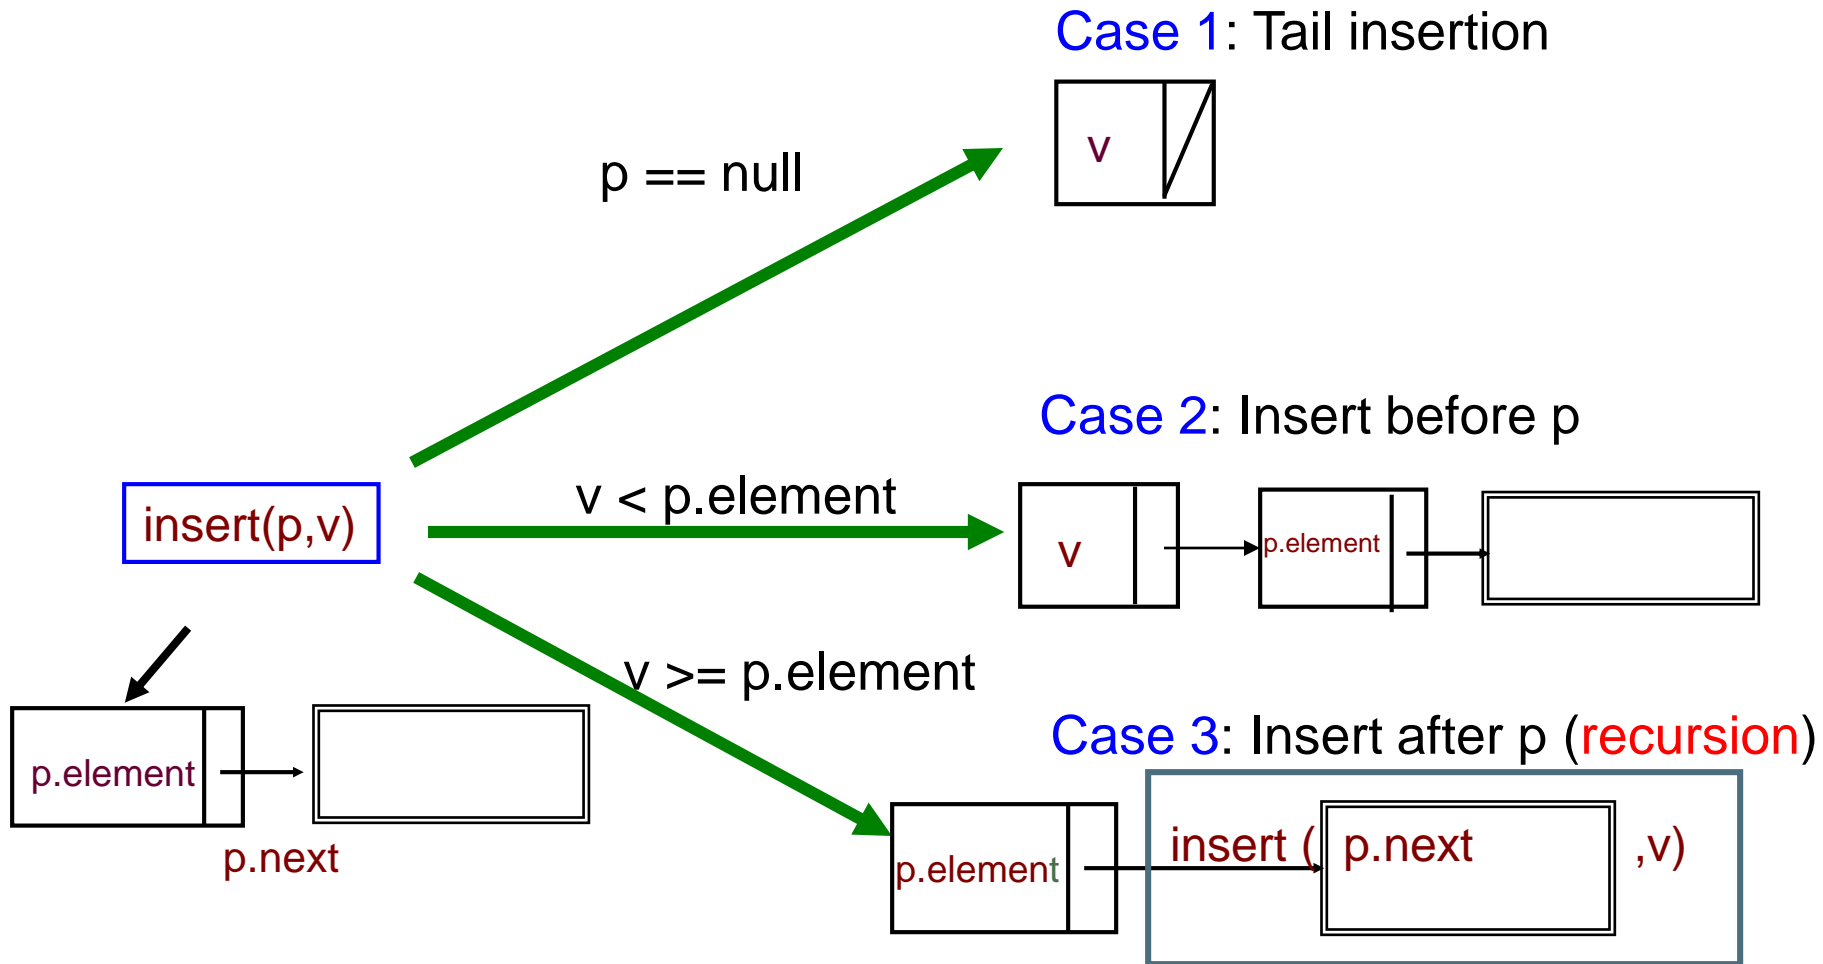 Case 1: Tail insertion
v
p == null
Case 2: Insert before p
v < p.element
insert(p,v)
v
p.element
v >= p.element
Case 3: Insert after p (recursion)
p.element
p.next
p.element
insert ( p.next ,v)